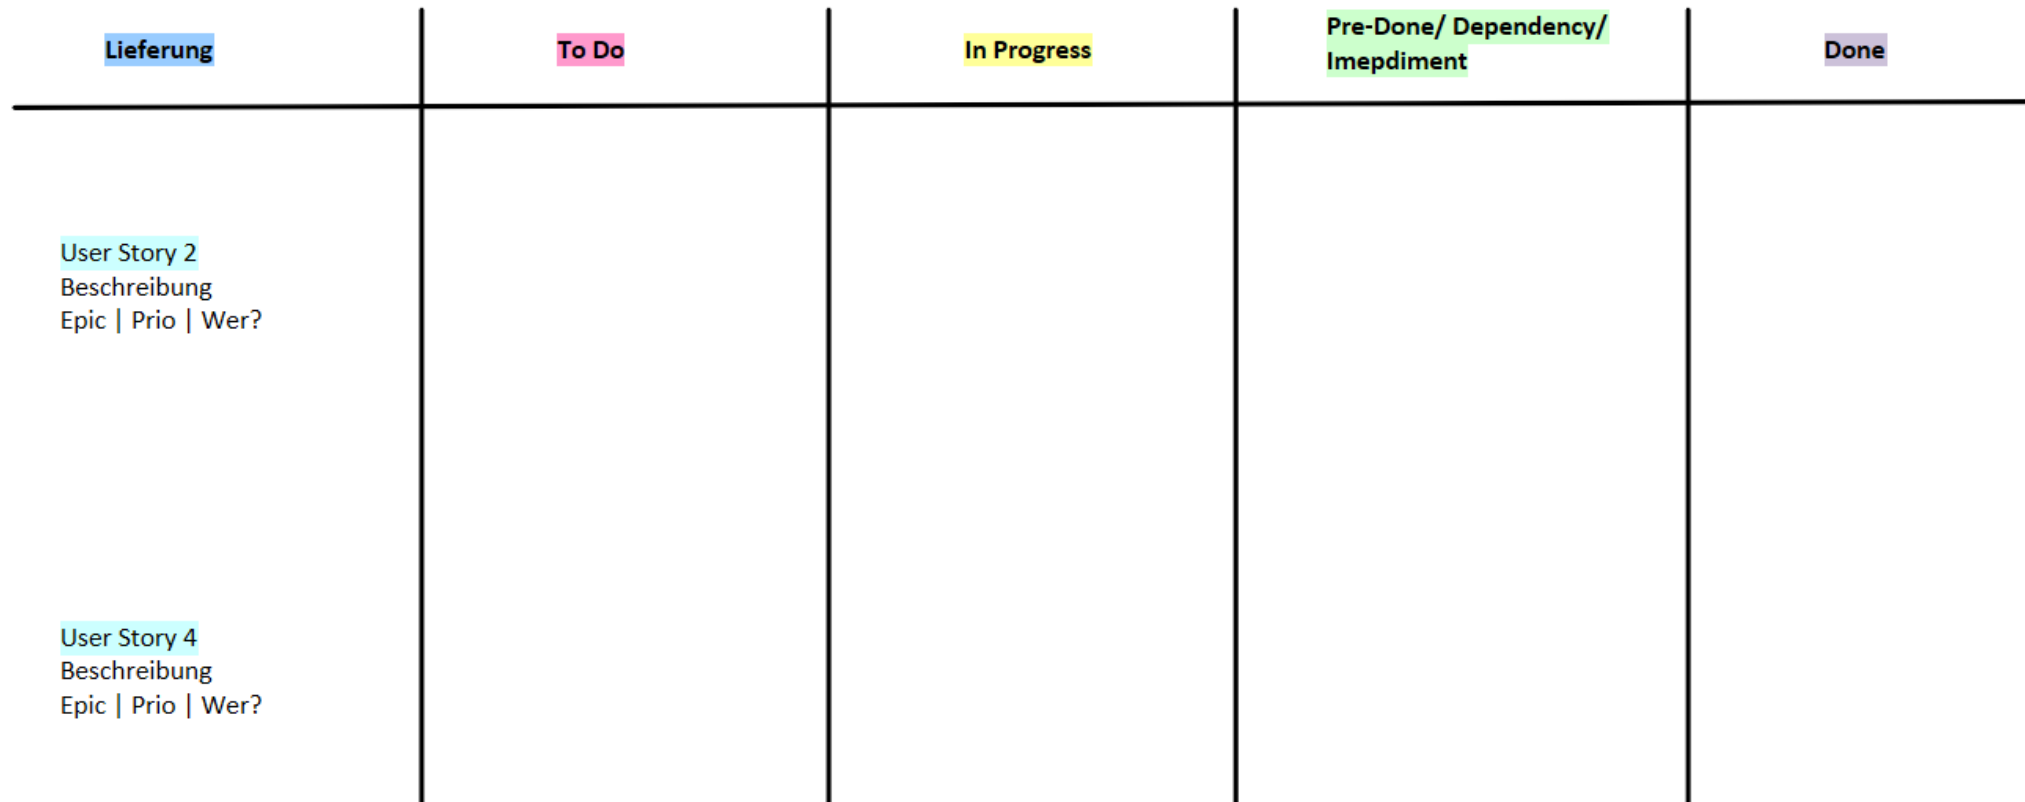 Lieferung
To Do
In Progress
Pre-Done/ Dependency/
Imepdiment
Done
User Story 2
Beschreibung
Epic | Prio | Wer?
User Story 4
Beschreibung
Epic | Prio | Wer?